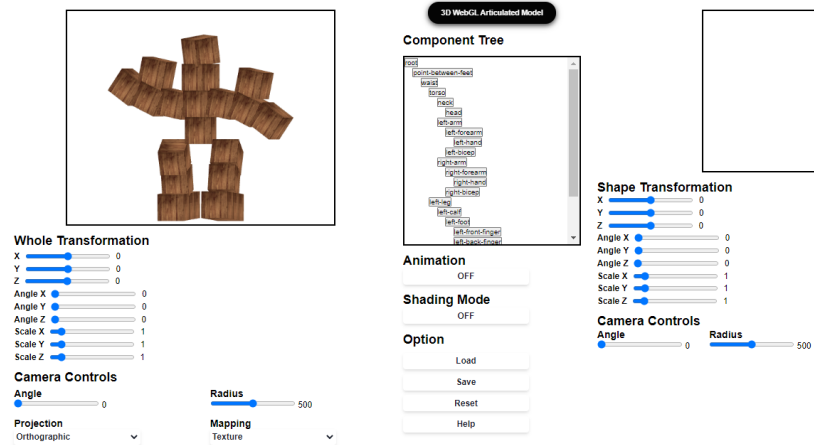 3D WebGL Articulated Model
Component Tree
root
point-between-feet
waist
torso
neck
head
left-arm
left-forearm
left-hand
left-bicep
right-arm
right-forearm
right-hand
right-bicep
left-leg
left-calf
left-foot
left-front-finger
left-back-finger
Whole Transformation
X 0
Y 0
Z 0
Angle X 0
Angle Y 0
Angle Z 0
Scale X 1
Scale Y 1
Scale Z 1
Camera Controls
Angle 0
Radius 500
Projection
Orthographic
Mapping
Texture
Animation
OFF
Shading Mode
OFF
Option
Load
Save
Reset
Help
Shape Transformation
X 0
Y 0
Z 0
Angle X 0
Angle Y 0
Angle Z 0
Scale X 1
Scale Y 1
Scale Z 1
Camera Controls
Angle 0
Radius 500